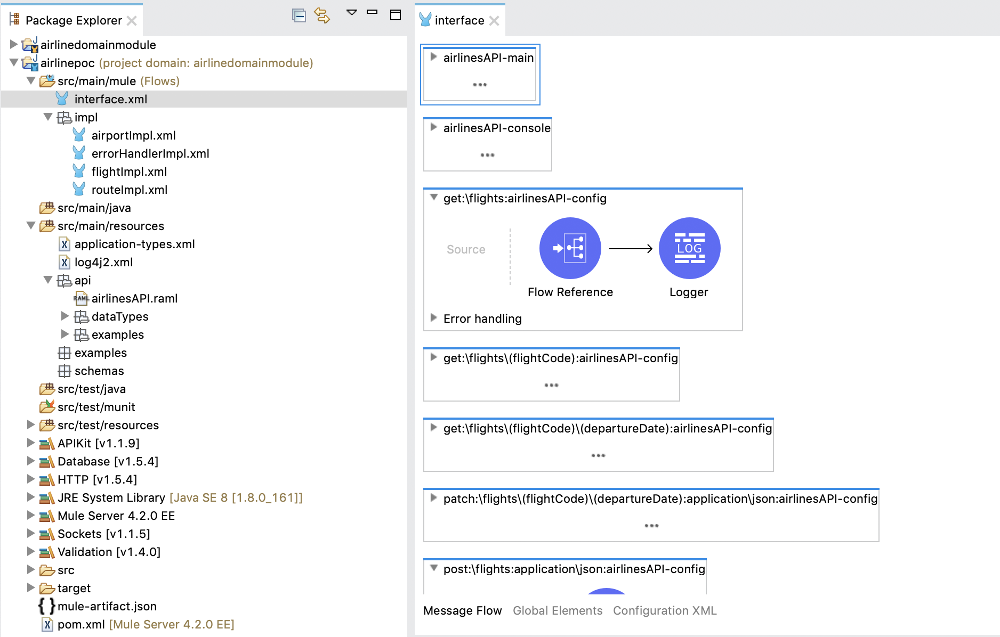 Package Explorer
airlinedomainmodule
airlinepoc (project domain: airlinedomainmodule)
src/main/mule (Flows)
interface.xml
impl
airportImpl.xml
errorHandlerImpl.xml
flightImpl.xml
routeImpl.xml
src/main/java
src/main/resources
application-types.xml
log4j2.xml
api
RAML airlinesAPI.raml
dataTypes
examples
examples
schemas
src/test/java
src/test/munit
src/test/resources
APIKit [v1.1.9]
Database [v1.5.4]
HTTP [v1.5.4]
JRE System Library [Java SE 8 [1.8.0_161]]
Mule Server 4.2.0 EE
Sockets [v1.1.5]
Validation [v1.4.0]
src
target
mule-artifact.json
pom.xml [Mule Server 4.2.0 EE]
interface
airlinesAPI-main
airlinesAPI-console
get:\flights:airlinesAPI-config
Source
LOG
Flow Reference
Logger
Error handling
get:\flights\(flightCode):airlinesAPI-config
get:\flights\(flightCode)\(departureDate):airlinesAPI-config
patch:\flights\(flightCode)\(departureDate):application\json:airlinesAPI-config
post:\flights:application\json:airlinesAPI-config
Message Flow
Global Elements
Configuration XML